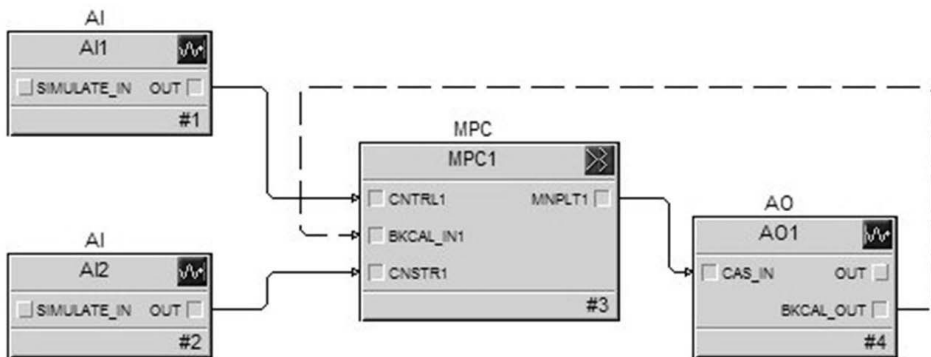 AI
AI1
SIMULATE_IN OUT
#1
MPC
MPC1
CNTRL1 MNPLT1
BKCAL_IN1
CNSTR1
#3
AI
AI2
SIMULATE_IN OUT
#2
AO
AO1
CAS_IN OUT
BKCAL_OUT
#4